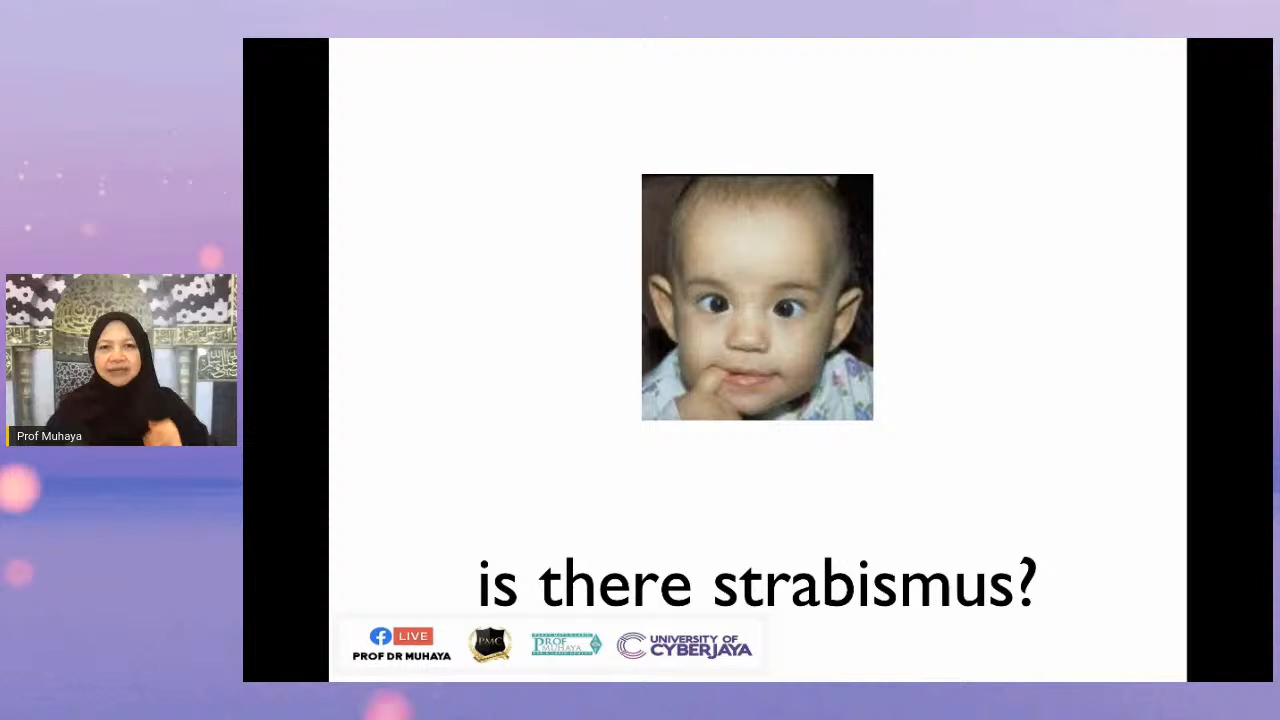 is there strabismus?
Prof Muhaya
LIVE
PROF DR MUHAYA
PMC
PROF
MUHAYA
UNIVERSITY OF
CYBERJAYA